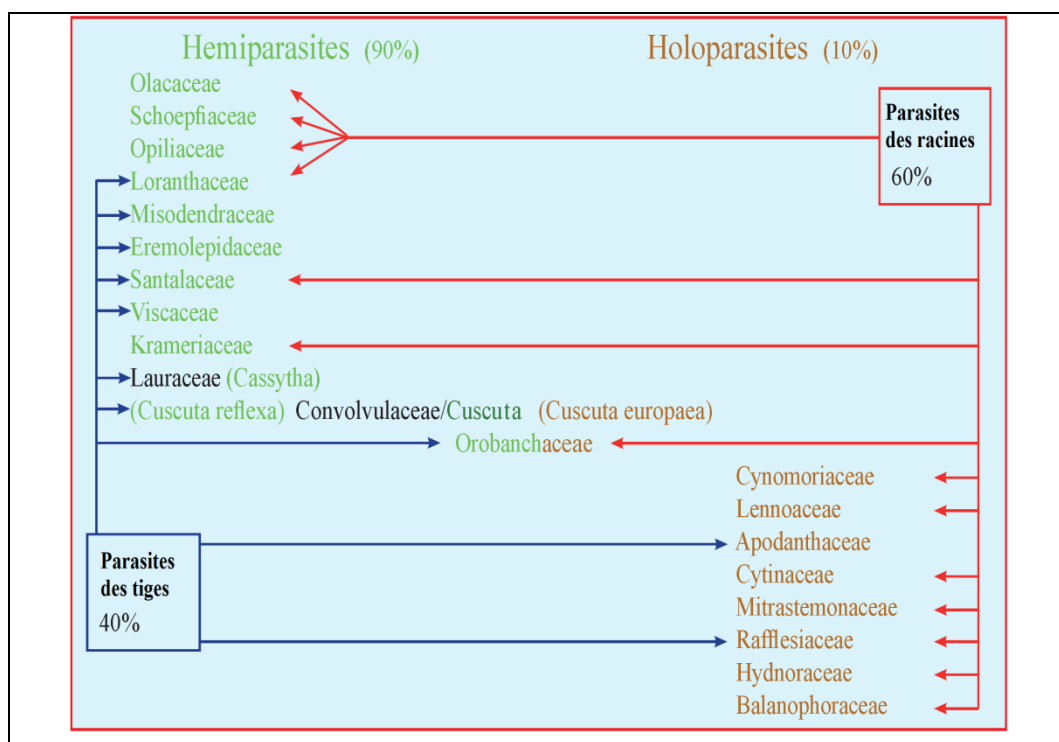 Hemiparasites (90%)
Holoparasites (10%)
Olacaceae
Schoepfiaceae
Opiliaceae
Loranthaceae
Misodendraceae
Eremolepidaceae
Santalaceae
Viscaceae
Krameriaceae
Lauraceae (Cassytha)
(Cuscuta reflexa) Convolvulaceae/Cuscuta (Cuscuta europaea)
Orobanchaceae
Parasites
des racines
60%
Cynomoriaceae
Lennoaceae
Apodanthaceae
Cytinaceae
Mitrastemonaceae
Rafflesiaceae
Hydnoraceae
Balanophoraceae
Parasites
des tiges
40%